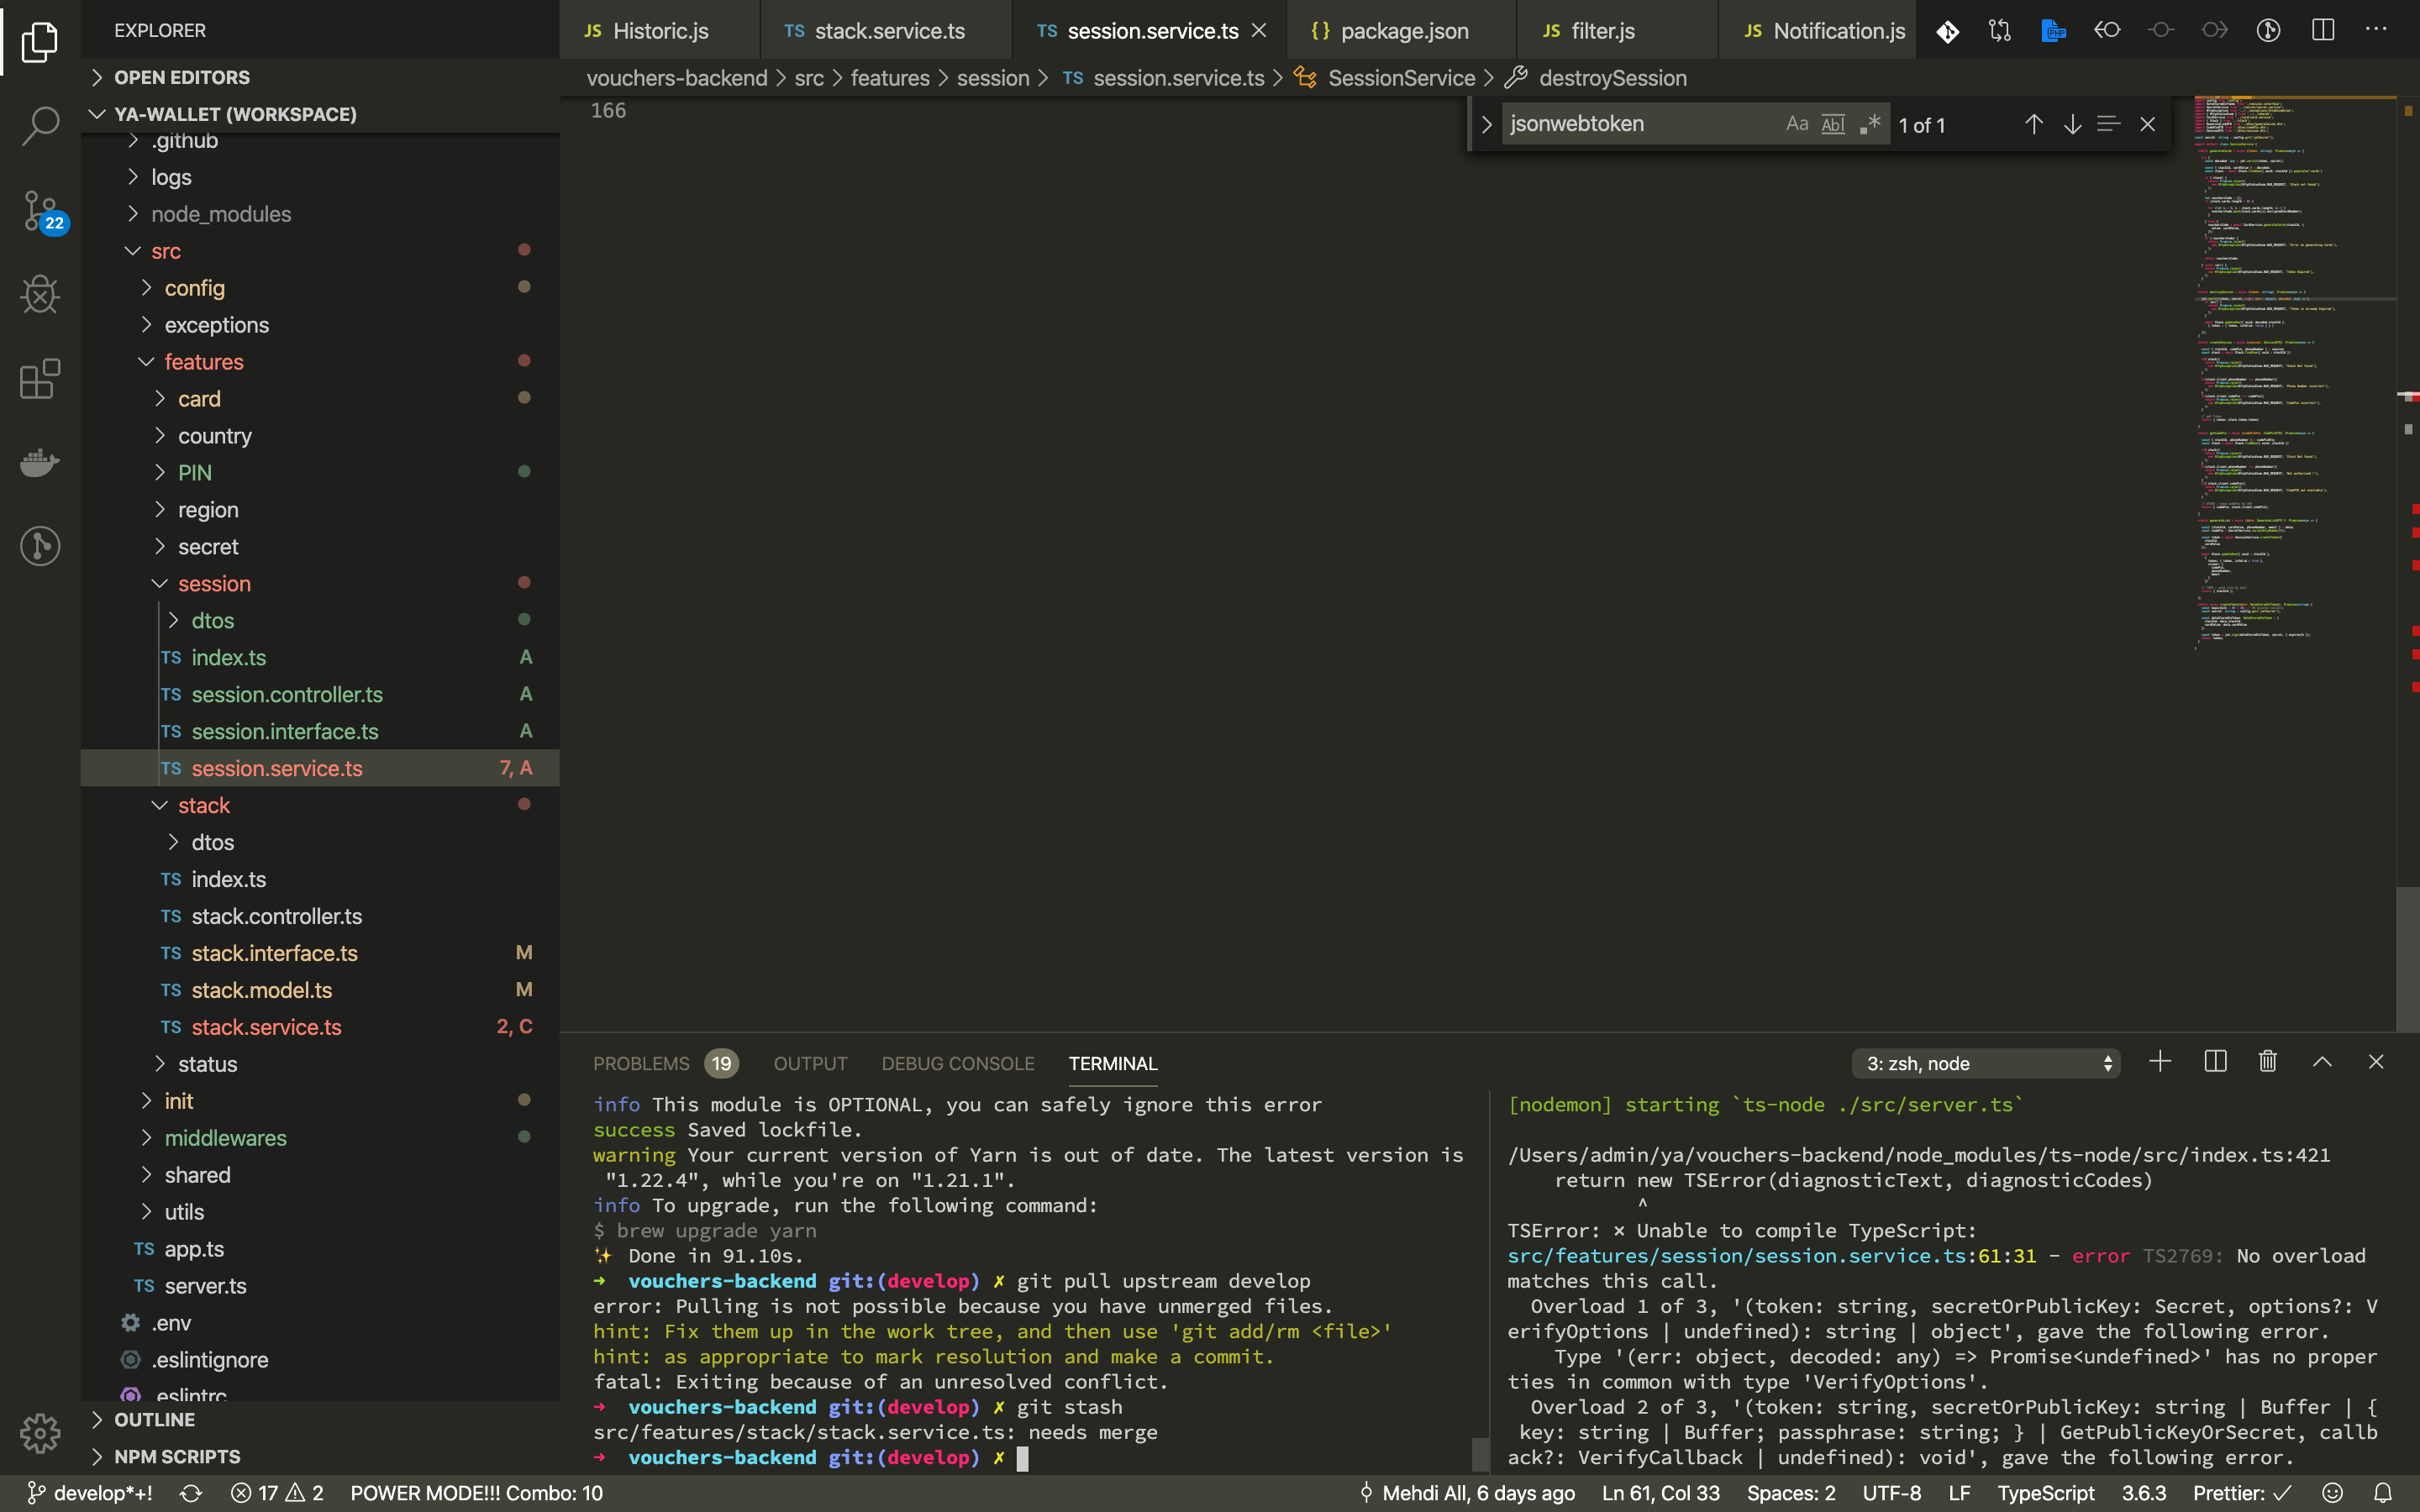 EXPLORER
OPEN EDITORS
YA-WALLET (WORKSPACE)
.github
logs
node_modules
src
config
exceptions
features
card
country
PIN
region
secret
session
dtos
TS index.ts A
TS session.controller.ts A
TS session.interface.ts A
TS session.service.ts 7, A
stack
dtos
TS index.ts
TS stack.controller.ts
TS stack.interface.ts M
TS stack.model.ts M
TS stack.service.ts 2, C
status
init
middlewares
shared
utils
TS app.ts
TS server.ts
.env
.eslintignore
.eslintrc
OUTLINE
NPM SCRIPTS
22
JS Historic.js
TS stack.service.ts
TS session.service.ts
{} package.json
JS filter.js
JS Notification.js
PHP
vouchers-backend > src > features > session > TS session.service.ts > SessionService > destroySession
166
jsonwebtoken Aa Abl .* 1 of 1
PROBLEMS 19 OUTPUT DEBUG CONSOLE TERMINAL
3: zsh, node
info This module is OPTIONAL, you can safely ignore this error
success Saved lockfile.
warning Your current version of Yarn is out of date. The latest version is
"1.22.4", while you're on "1.21.1".
info To upgrade, run the following command:
$ brew upgrade yarn
✨ Done in 91.10s.
→ vouchers-backend git:(develop) ✗ git pull upstream develop
error: Pulling is not possible because you have unmerged files.
hint: Fix them up in the work tree, and then use 'git add/rm <file>'
hint: as appropriate to mark resolution and make a commit.
fatal: Exiting because of an unresolved conflict.
→ vouchers-backend git:(develop) ✗ git stash
src/features/stack/stack.service.ts: needs merge
→ vouchers-backend git:(develop) ✗
[nodemon] starting `ts-node ./src/server.ts`
/Users/admin/ya/vouchers-backend/node_modules/ts-node/src/index.ts:421
return new TSError(diagnosticText, diagnosticCodes)
^
TSError: ⨯ Unable to compile TypeScript:
src/features/session/session.service.ts:61:31 - error TS2769: No overload
matches this call.
Overload 1 of 3, '(token: string, secretOrPublicKey: Secret, options?: V
erifyOptions | undefined): string | object', gave the following error.
Type '(err: object, decoded: any) => Promise<undefined>' has no proper
ties in common with type 'VerifyOptions'.
Overload 2 of 3, '(token: string, secretOrPublicKey: string | Buffer | {
key: string | Buffer; passphrase: string; } | GetPublicKeyOrSecret, callb
ack?: VerifyCallback | undefined): void', gave the following error.
develop*+! 17 2 POWER MODE!!! Combo: 10
Mehdi All, 6 days ago Ln 61, Col 33 Spaces: 2 UTF-8 LF TypeScript 3.6.3 Prettier: ✓